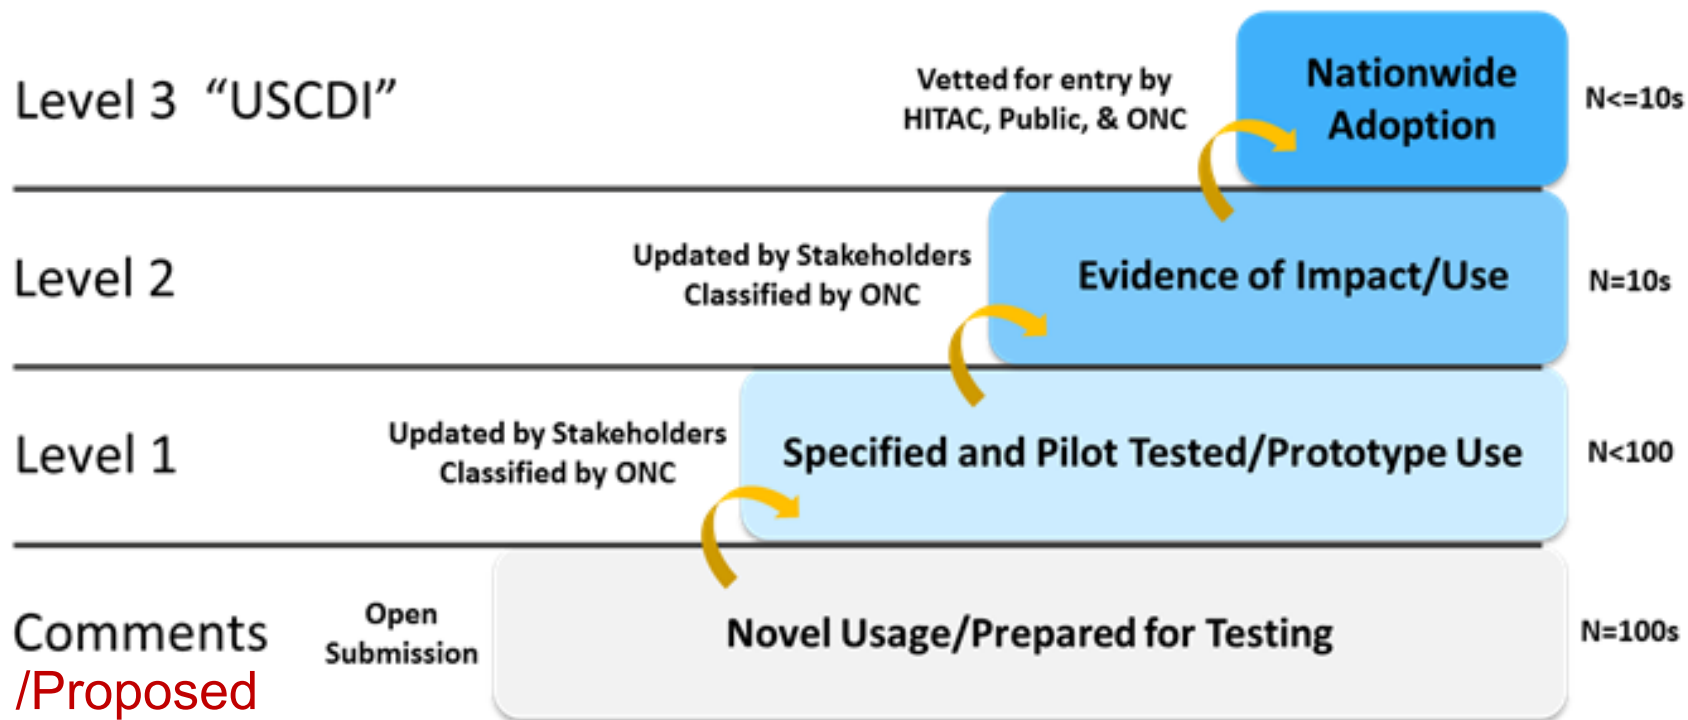 Level 3 “USCDI”
Vetted for entry by
HITAC, Public, & ONC
Nationwide
Adoption
N<=10s
Level 2
Updated by Stakeholders
Classified by ONC
Evidence of Impact/Use
N=10s
Level 1
Updated by Stakeholders
Classified by ONC
Specified and Pilot Tested/Prototype Use
N<100
Comments
/Proposed
Open
Submission
Novel Usage/Prepared for Testing
N=100s